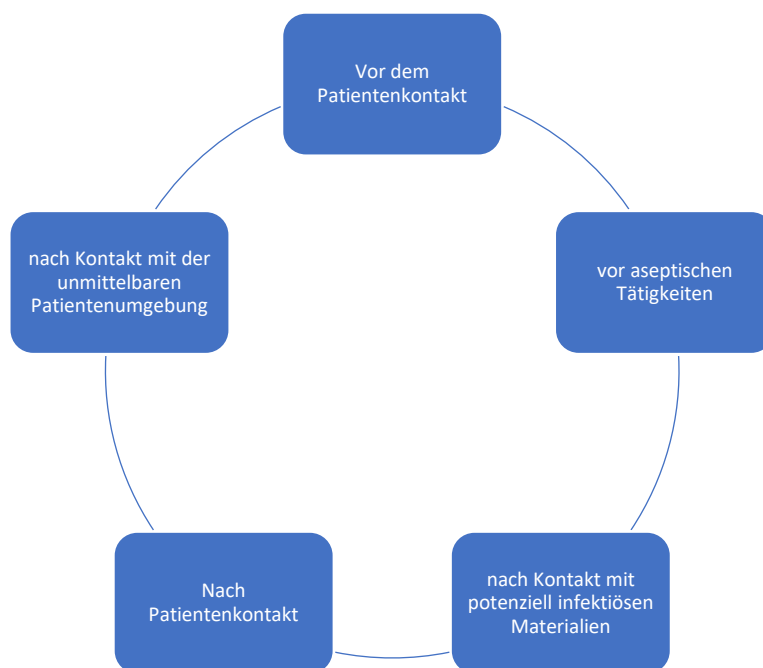 Vor dem
Patientenkontakt
vor aseptischen
Tätigkeiten
nach Kontakt mit
potenziell infektiösen
Materialien
Nach
Patientenkontakt
nach Kontakt mit der
unmittelbaren
Patientenumgebung